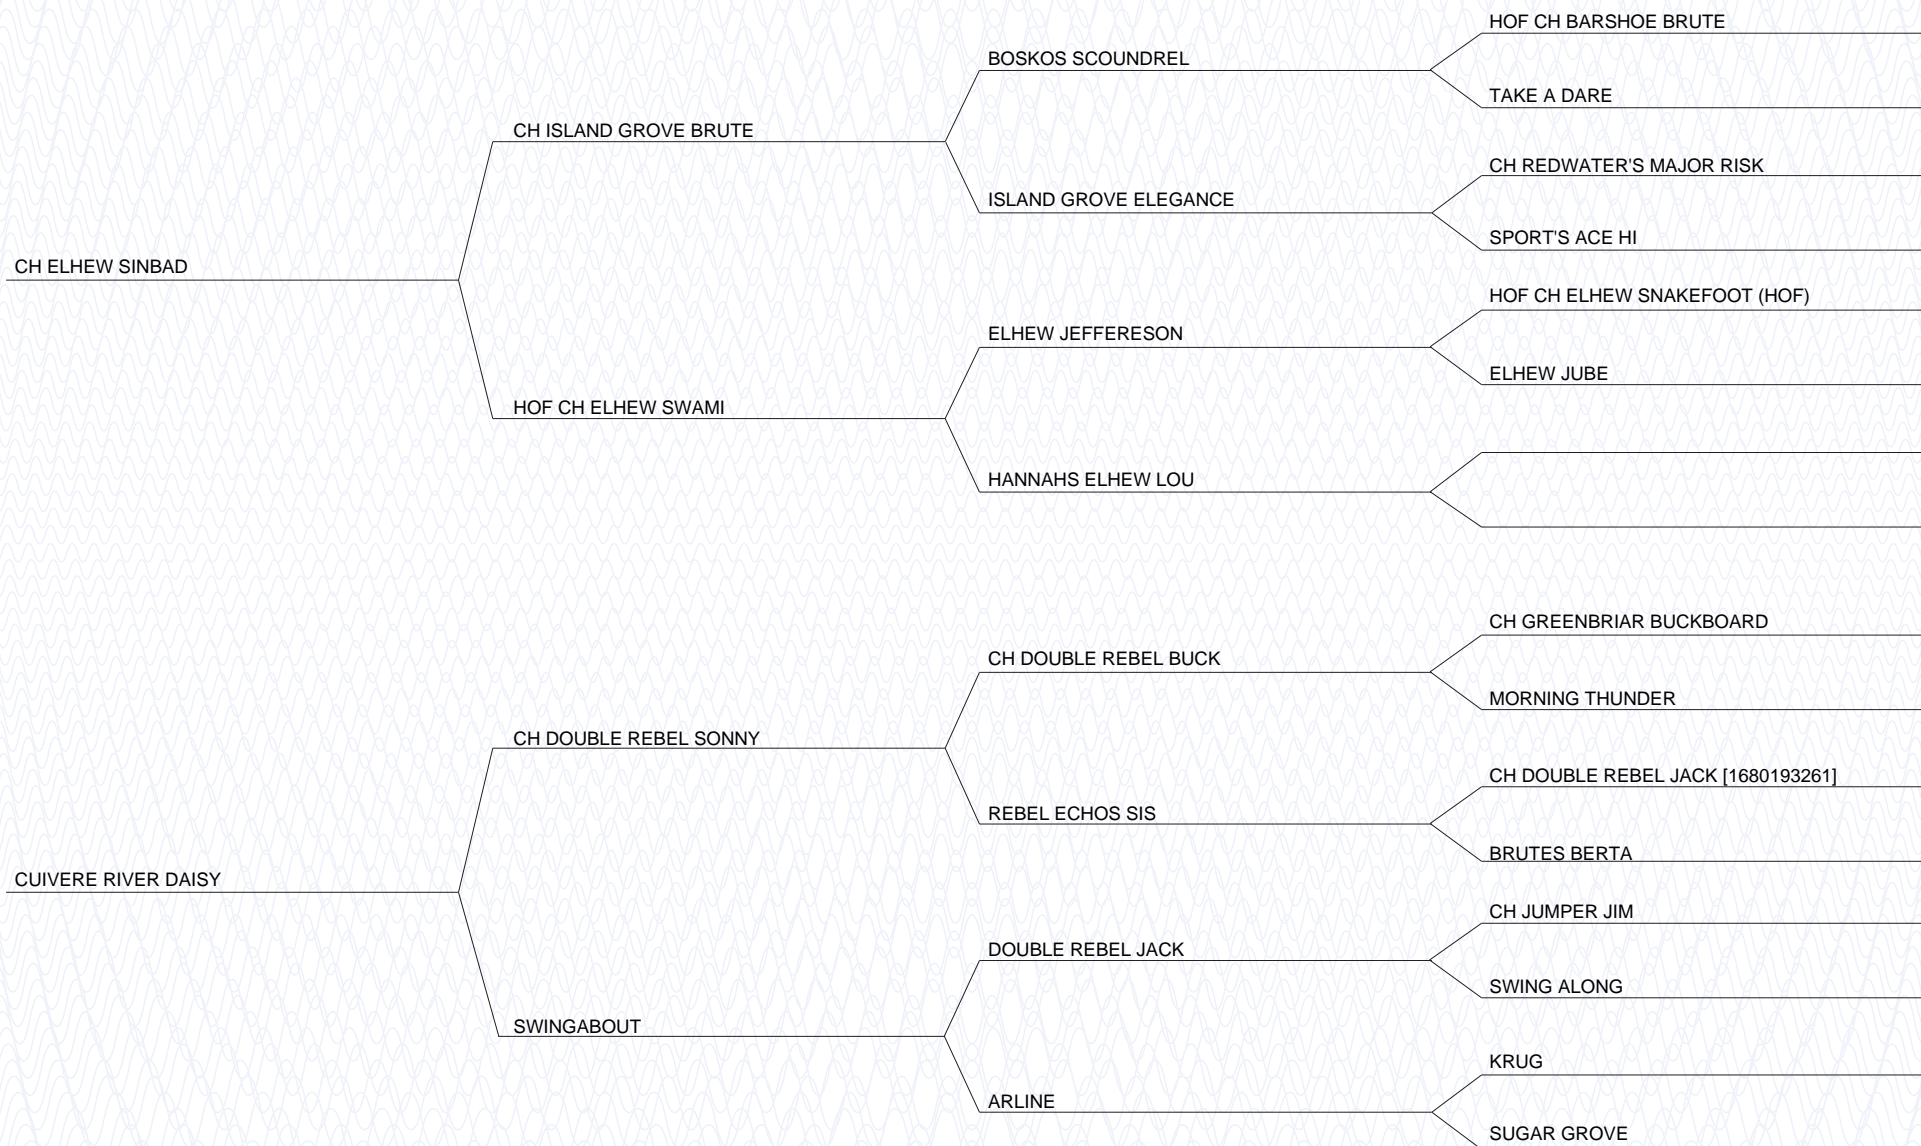 HOF CH BARSHOE BRUTE
BOSKOS SCOUNDREL
TAKE A DARE
CH ISLAND GROVE BRUTE
CH REDWATER'S MAJOR RISK
ISLAND GROVE ELEGANCE
SPORT'S ACE HI
CH ELHEW SINBAD
HOF CH ELHEW SNAKEFOOT (HOF)
ELHEW JEFFERESON
ELHEW JUBE
HOF CH ELHEW SWAMI
HANNAHS ELHEW LOU
CH GREENBRIAR BUCKBOARD
CH DOUBLE REBEL BUCK
MORNING THUNDER
CH DOUBLE REBEL SONNY
CH DOUBLE REBEL JACK [1680193261]
REBEL ECHOS SIS
BRUTES BERTA
CUIVERE RIVER DAISY
CH JUMPER JIM
DOUBLE REBEL JACK
SWING ALONG
SWINGABOUT
KRUG
ARLINE
SUGAR GROVE